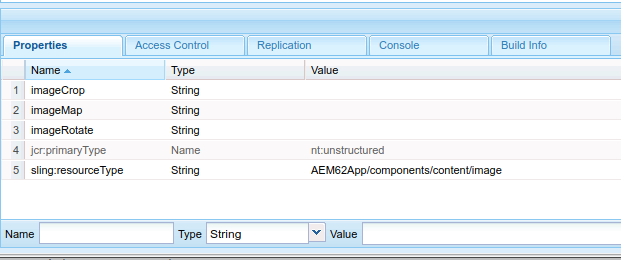 Properties Access Control Replication Console Build Info
Name Type Value
1 imageCrop String
2 imageMap String
3 imageRotate String
4 jcr:primaryType Name nt:unstructured
5 sling:resourceType String AEM62App/components/content/image
Name Type String Value